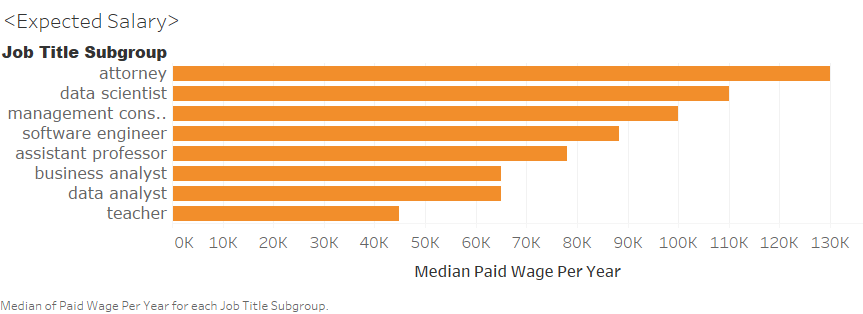 <Expected Salary>
Job Title Subgroup
attorney
data scientist
management cons..
software engineer
assistant professor
business analyst
data analyst
teacher
0K 10K 20K 30K 40K 50K 60K 70K 80K 90K 100K 110K 120K 130K
Median Paid Wage Per Year
Median of Paid Wage Per Year for each Job Title Subgroup.